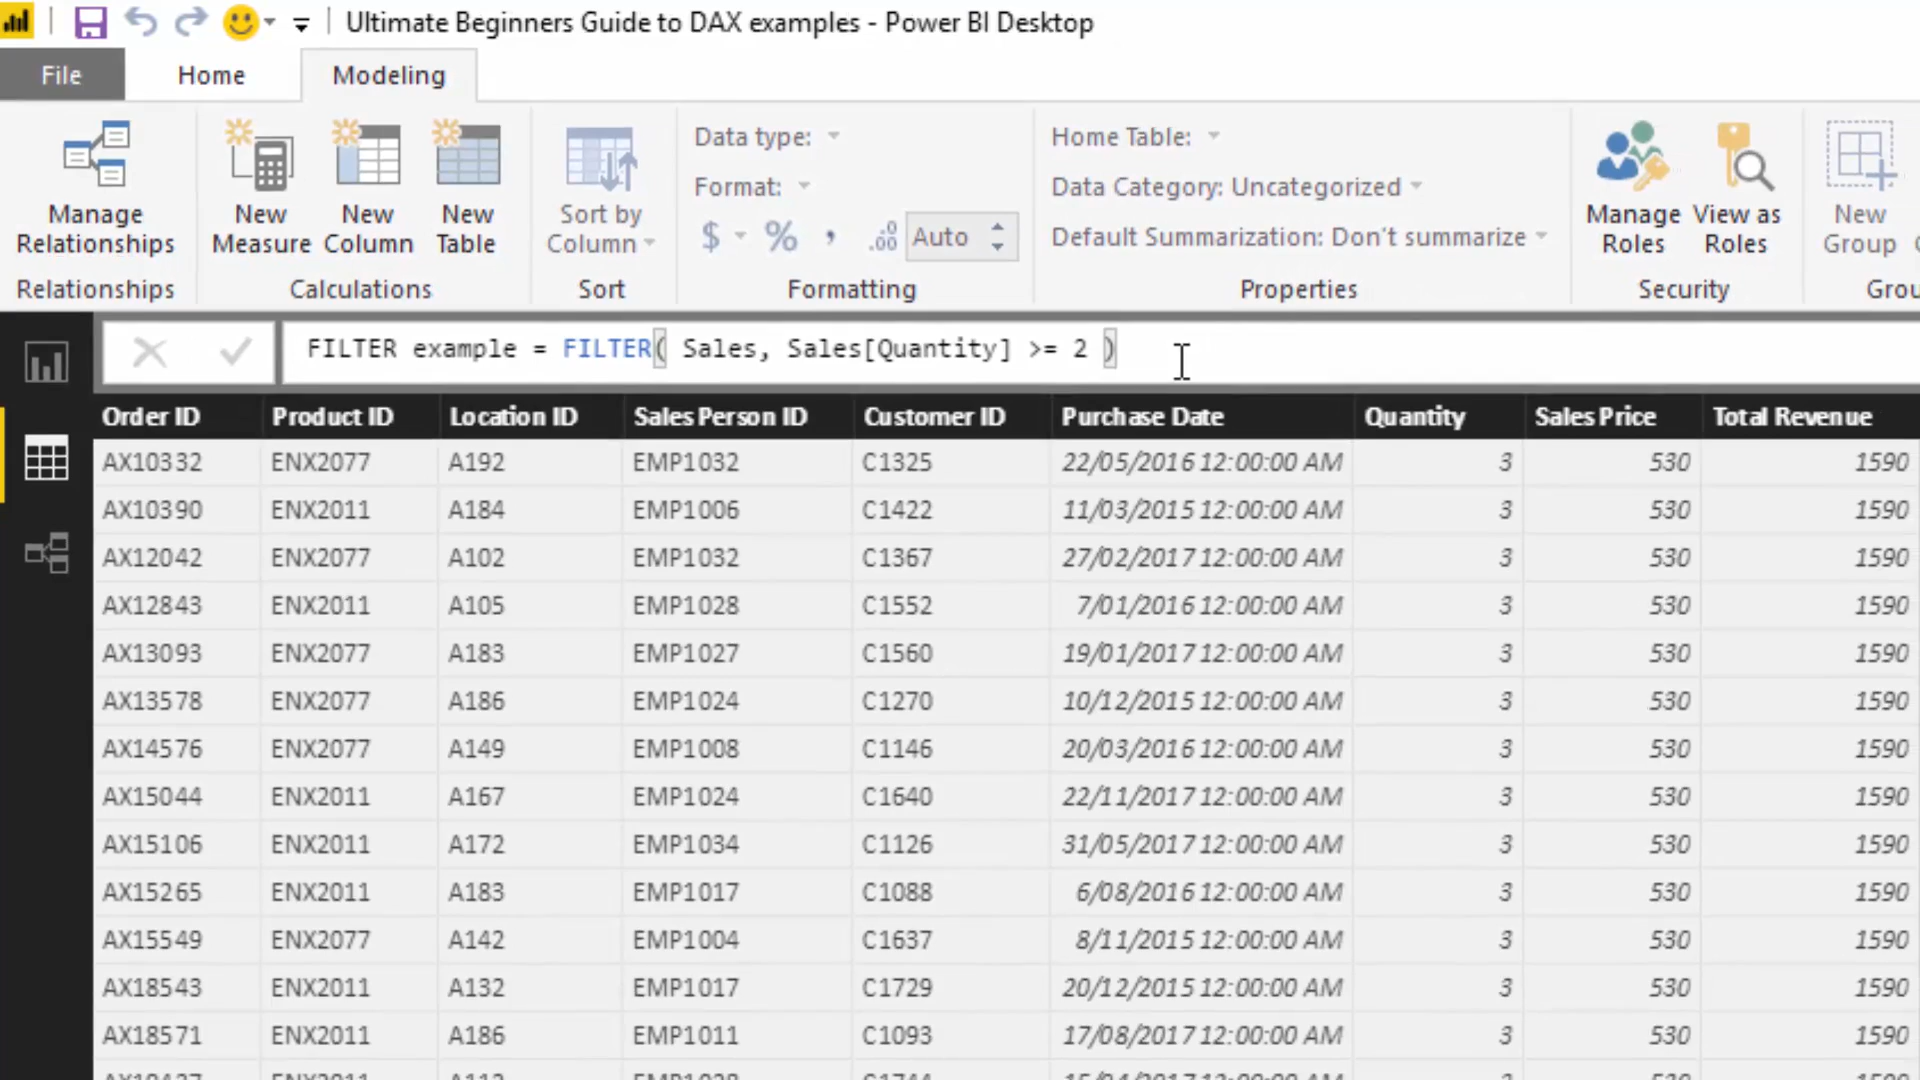 Ultimate Beginners Guide to DAX examples - Power BI Desktop
File Home Modeling
Manage Relationships New Measure New Column New Table Sort by Column Data type: Format: $ % , .00 Auto Home Table: Data Category: Uncategorized Default Summarization: Don't summarize Manage Roles View as Roles New Group
Relationships Calculations Sort Formatting Properties Security
FILTER example = FILTER( Sales, Sales[Quantity] >= 2 )
Order ID Product ID Location ID Sales Person ID Customer ID Purchase Date Quantity Sales Price Total Revenue
AX10332 ENX2077 A192 EMP1032 C1325 22/05/2016 12:00:00 AM 3 530 1590
AX10390 ENX2011 A184 EMP1006 C1422 11/03/2015 12:00:00 AM 3 530 1590
AX12042 ENX2077 A102 EMP1032 C1367 27/02/2017 12:00:00 AM 3 530 1590
AX12843 ENX2011 A105 EMP1028 C1552 7/01/2016 12:00:00 AM 3 530 1590
AX13093 ENX2077 A183 EMP1027 C1560 19/01/2017 12:00:00 AM 3 530 1590
AX13578 ENX2077 A186 EMP1024 C1270 10/12/2015 12:00:00 AM 3 530 1590
AX14576 ENX2077 A149 EMP1008 C1146 20/03/2016 12:00:00 AM 3 530 1590
AX15044 ENX2011 A167 EMP1024 C1640 22/11/2017 12:00:00 AM 3 530 1590
AX15106 ENX2011 A172 EMP1034 C1126 31/05/2017 12:00:00 AM 3 530 1590
AX15265 ENX2011 A183 EMP1017 C1088 6/08/2016 12:00:00 AM 3 530 1590
AX15549 ENX2077 A142 EMP1004 C1637 8/11/2015 12:00:00 AM 3 530 1590
AX18543 ENX2011 A132 EMP1017 C1729 20/12/2015 12:00:00 AM 3 530 1590
AX18571 ENX2011 A186 EMP1011 C1093 17/08/2017 12:00:00 AM 3 530 1590